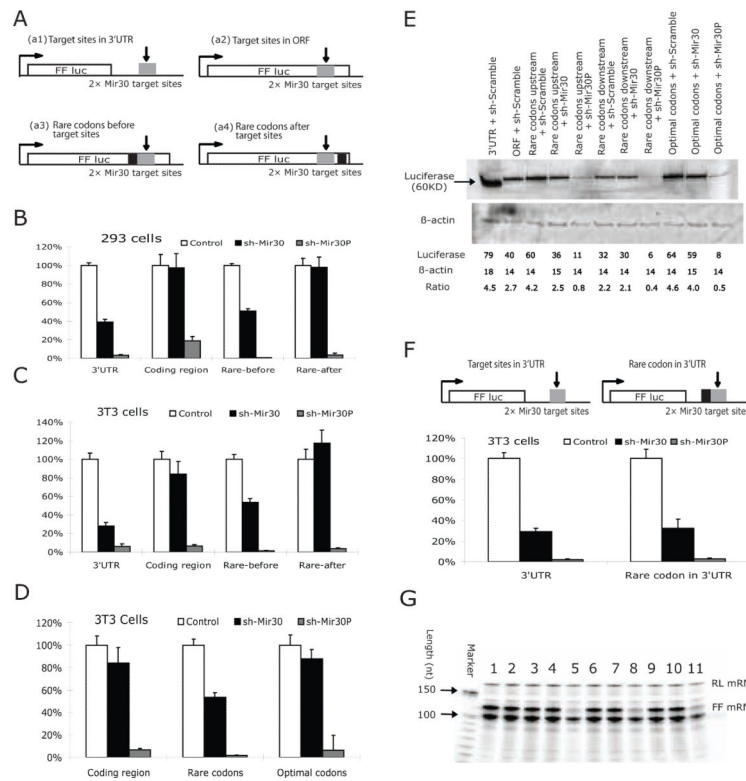 A
(a1) Target sites in 3'UTR
FF luc
2× Mir30 target sites
(a2) Target sites in ORF
FF luc
2× Mir30 target sites
(a3) Rare codons before
target sites
FF luc
2× Mir30 target sites
(a4) Rare codons after
target sites
FF luc
2× Mir30 target sites
B
293 cells
Control sh-Mir30 sh-Mir30P
120%
100%
80%
60%
40%
20%
0%
3'UTR Coding region Rare-before Rare-after
C
3T3 cells
Control sh-Mir30 sh-Mir30P
140%
120%
100%
80%
60%
40%
20%
0%
3'UTR Coding region Rare-before Rare-after
D
3T3 Cells
Control sh-Mir30 sh-Mir30P
120%
100%
80%
60%
40%
20%
0%
Coding region Rare codons Optimal codons
E
3'UTR + sh-Scramble
ORF + sh-Scramble
Rare codons upstream
+ sh-Scramble
Rare codons upstream
+ sh-Mir30
Rare codons upstream
+ sh-Mir30P
Rare codons downstream
+ sh-Scramble
Rare codons downstream
+ sh-Mir30
Rare codons downstream
+ sh-Mir30P
Optimal codons + sh-Scramble
Optimal codons + sh-Mir30
Optimal codons + sh-Mir30P
Luciferase
(60KD)
ß-actin
Luciferase 79 40 60 36 11 32 30 6 64 59 8
ß-actin 18 14 14 15 14 14 14 14 14 15 14
Ratio 4.5 2.7 4.2 2.5 0.8 2.2 2.1 0.4 4.6 4.0 0.5
F
Target sites in 3'UTR
FF luc
2× Mir30 target sites
Rare codon in 3'UTR
FF luc
2× Mir30 target sites
3T3 cells
Control sh-Mir30 sh-Mir30P
120%
100%
80%
60%
40%
20%
0%
3'UTR Rare codon in 3'UTR
G
Length (nt)
Marker
1 2 3 4 5 6 7 8 9 10 11
150
100
RL mRN
FF mRN